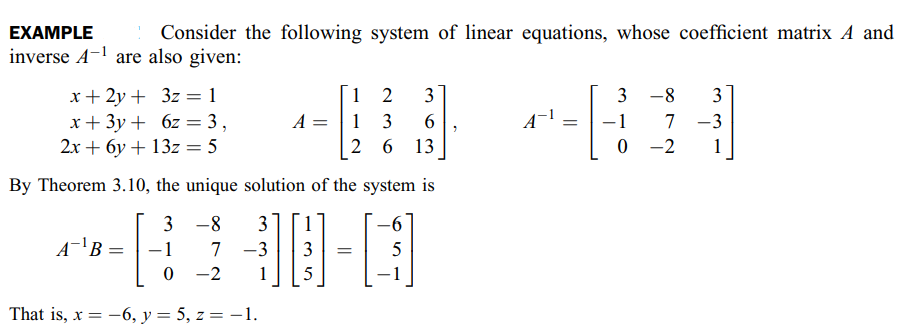 EXAMPLE Consider the following system of linear equations, whose coefficient matrix A and
inverse A⁻¹ are also given:
x + 2y + 3z = 1
x + 3y + 6z = 3,
2x + 6y + 13z = 5
A = [1 2 3
1 3 6
2 6 13],
A⁻¹ = [3 −8 3
−1 7 −3
0 −2 1]
By Theorem 3.10, the unique solution of the system is
A⁻¹B = [3 −8 3
−1 7 −3
0 −2 1] [1
3
5] = [−6
5
−1]
That is, x = −6, y = 5, z = −1.